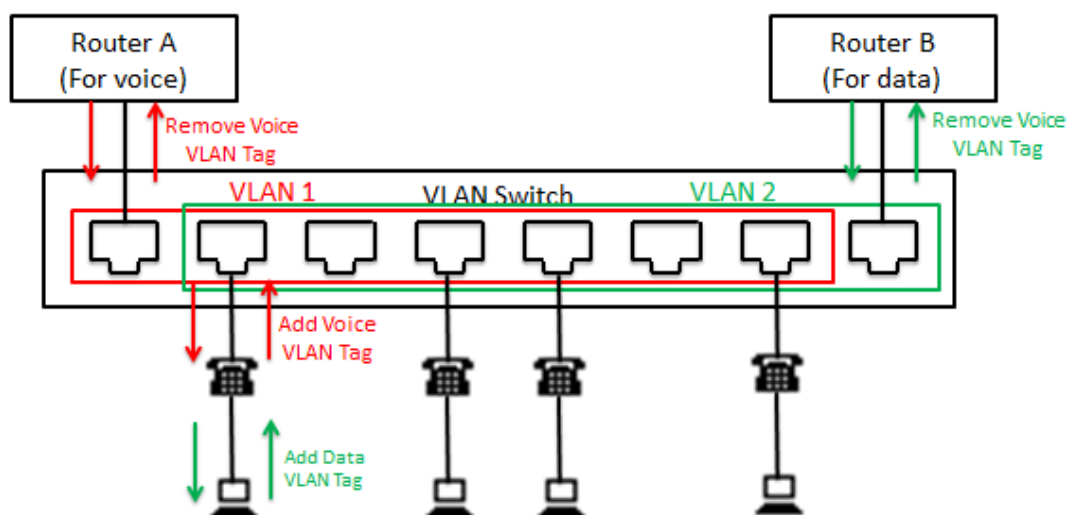 Router A
(For voice)
Router B
(For data)
Remove Voice
VLAN Tag
Remove Voice
VLAN Tag
VLAN 1
VLAN Switch
VLAN 2
Add Voice
VLAN Tag
Add Data
VLAN Tag